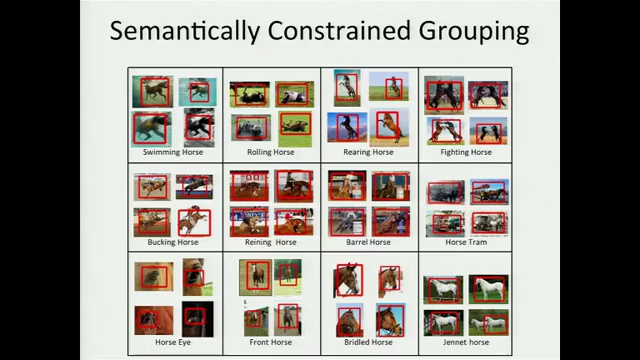 Semantically Constrained Grouping
Swimming Horse
Rolling Horse
Rearing Horse
Fighting Horse
Bucking Horse
Reining Horse
Barrel Horse
Horse Tram
Horse Eye
Front Horse
Bridled Horse
Jennet horse